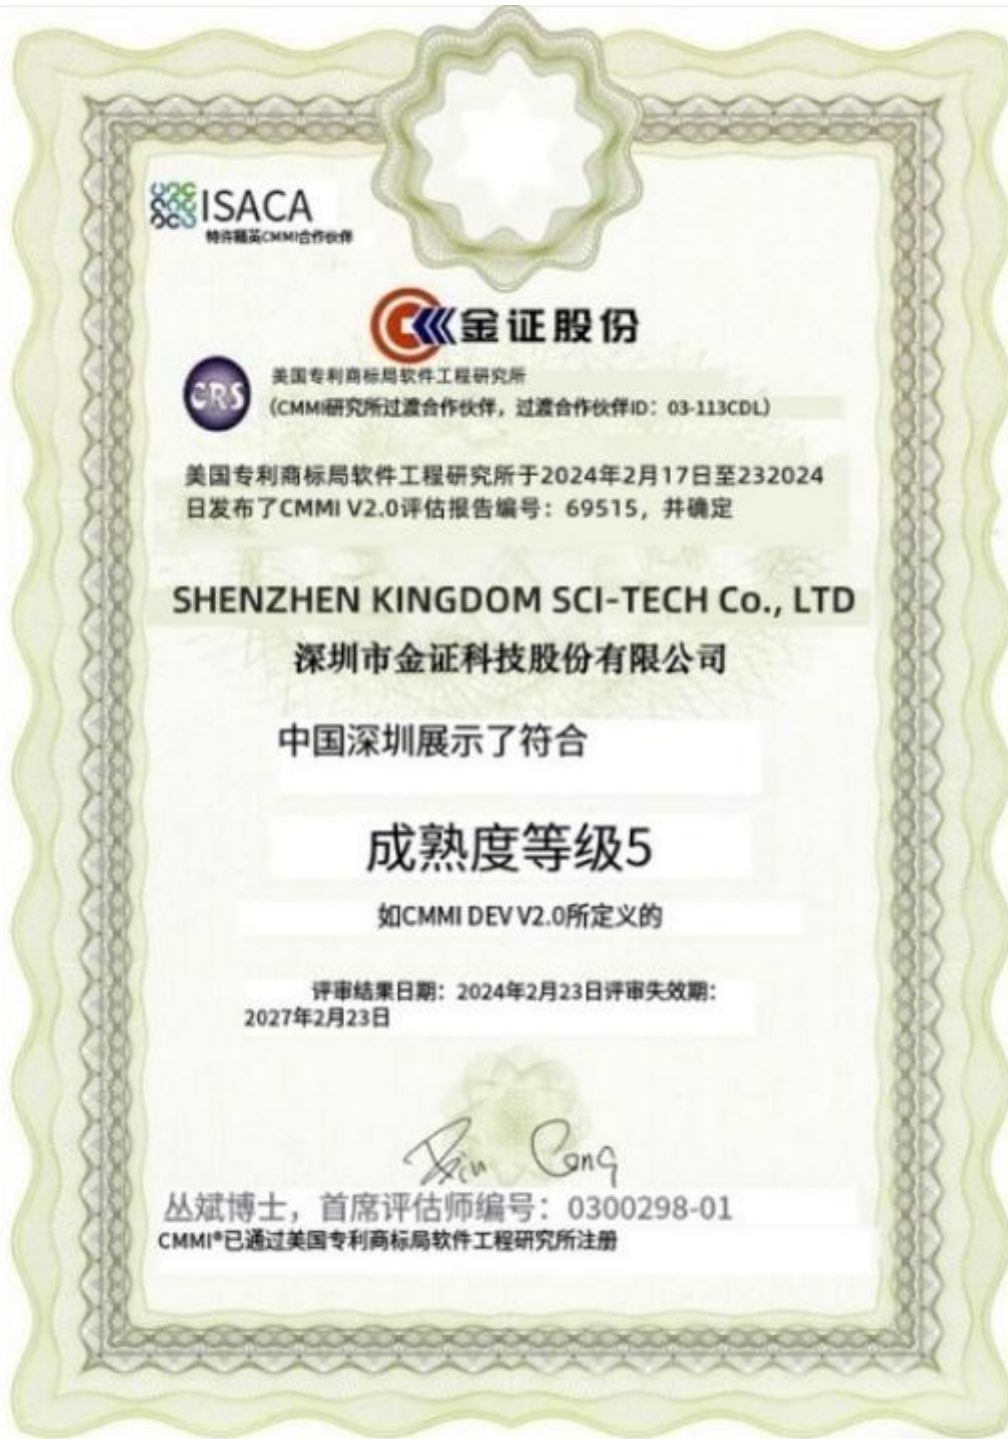 ISACA
特许精英CMMI合作伙伴
金证股份
CRS
美国专利商标局软件工程研究所
（CMMI研究所过渡合作伙伴，过渡合作伙伴ID：03-113CDL）
美国专利商标局软件工程研究所于2024年2月17日至232024
日发布了CMMI V2.0评估报告编号：69515，并确定
SHENZHEN KINGDOM SCI-TECH Co., LTD
深圳市金证科技股份有限公司
中国深圳展示了符合
成熟度等级5
如CMMI DEV V2.0所定义的
评审结果日期：2024年2月23日评审失效期：
2027年2月23日
Bin Cong
丛斌博士，首席评估师编号：0300298-01
CMMI®已通过美国专利商标局软件工程研究所注册